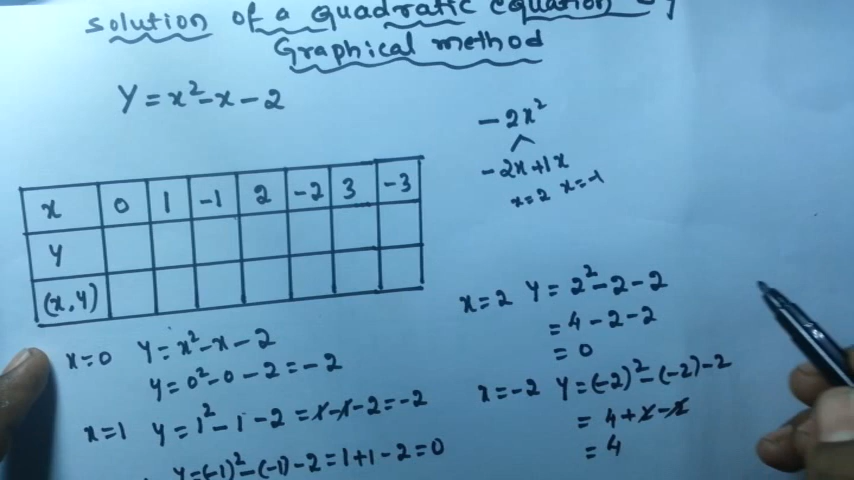 Solution of a quadratic equation by
Graphical method
Y = x² - x - 2
- 2x²
- 2x + 1x
x = 2 x = -1
x 0 1 -1 2 -2 3 -3
y
(x, y)
x = 0 y = x² - x - 2
y = 0² - 0 - 2 = - 2
x = 1 y = 1² - 1 - 2 = 1 - 1 - 2 = -2
y = (-1)² - (-1) - 2 = 1 + 1 - 2 = 0
x = 2 y = 2² - 2 - 2
= 4 - 2 - 2
= 0
x = -2 y = (-2)² - (-2) - 2
= 4 + 2 - 2
= 4